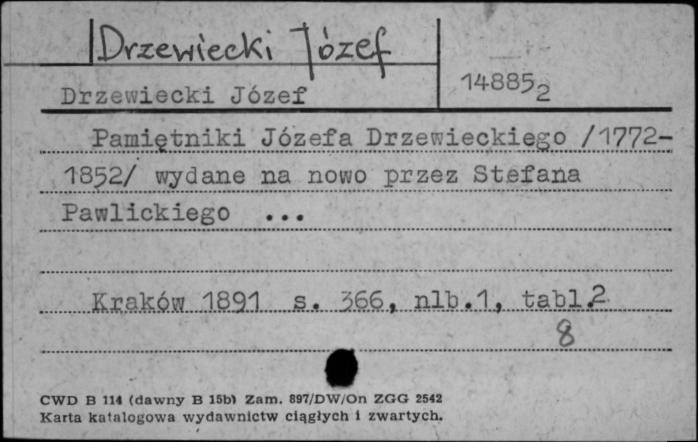 Drzewiecki Józef
Drzewiecki Józef
14885 2
Pamiętniki Józefa Drzewieckiego /1772-
1852/ wydane na nowo przez Stefana
Pawlickiego ...
Kraków 1891 s. 366, nlb.1, tabl.2
8
CWD B 114 (dawny B 15b) Zam. 897/DW/On ZGG 2542
Karta katalogowa wydawnictw ciągłych i zwartych.